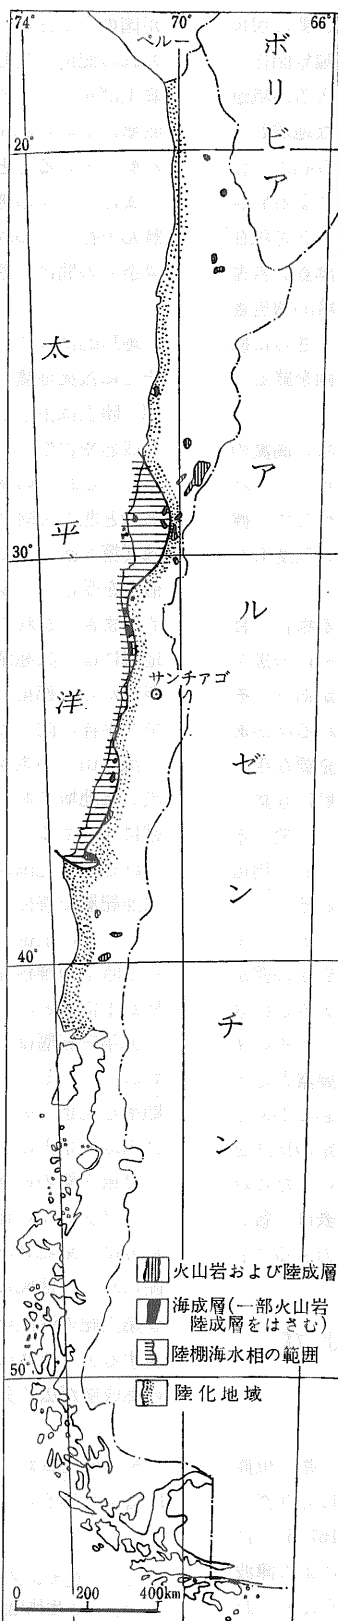 74° 70° 66°
ペルー
ボリビア
20°
太平洋
アルゼンチン
30°
サンチアゴ
40°
火山岩および陸成層
海成層(一部火山岩
陸成層をはさむ)
陸棚海水相の範囲
陸化地域
50°
0 200 400km